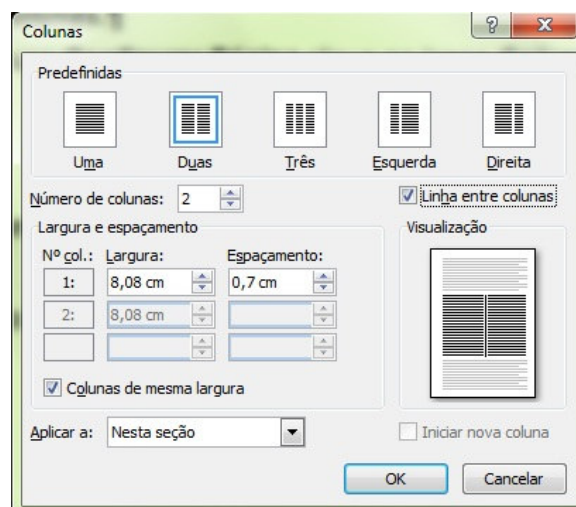 Colunas
Predefinidas
Uma Duas Três Esquerda Direita
Número de colunas: 2 Linha entre colunas
Largura e espaçamento Visualização
Nº col.: Largura: Espaçamento:
1: 8,08 cm 0,7 cm
2: 8,08 cm
Colunas de mesma largura
Aplicar a: Nesta seção Iniciar nova coluna
OK Cancelar